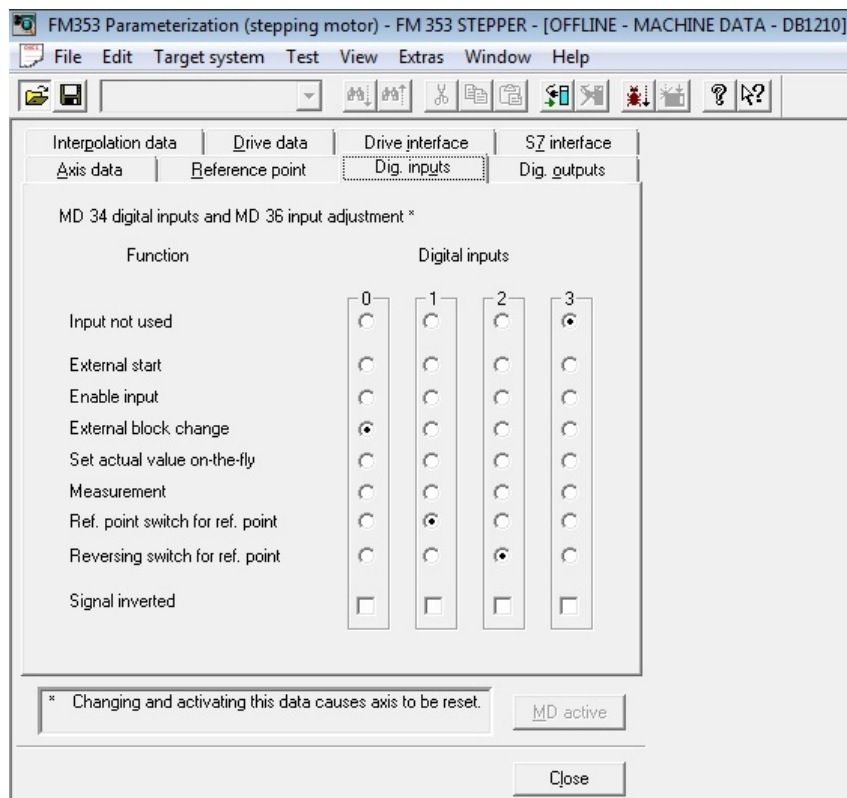 FM353 Parameterization (stepping motor) - FM 353 STEPPER - [OFFLINE - MACHINE DATA - DB1210]
File Edit Target system Test View Extras Window Help
Interpolation data Drive data Drive interface S7 interface
Axis data Reference point Dig. inputs Dig. outputs
MD 34 digital inputs and MD 36 input adjustment *
Function Digital inputs
0 1 2 3
Input not used
External start
Enable input
External block change
Set actual value on-the-fly
Measurement
Ref. point switch for ref. point
Reversing switch for ref. point
Signal inverted
* Changing and activating this data causes axis to be reset.
MD active
Close